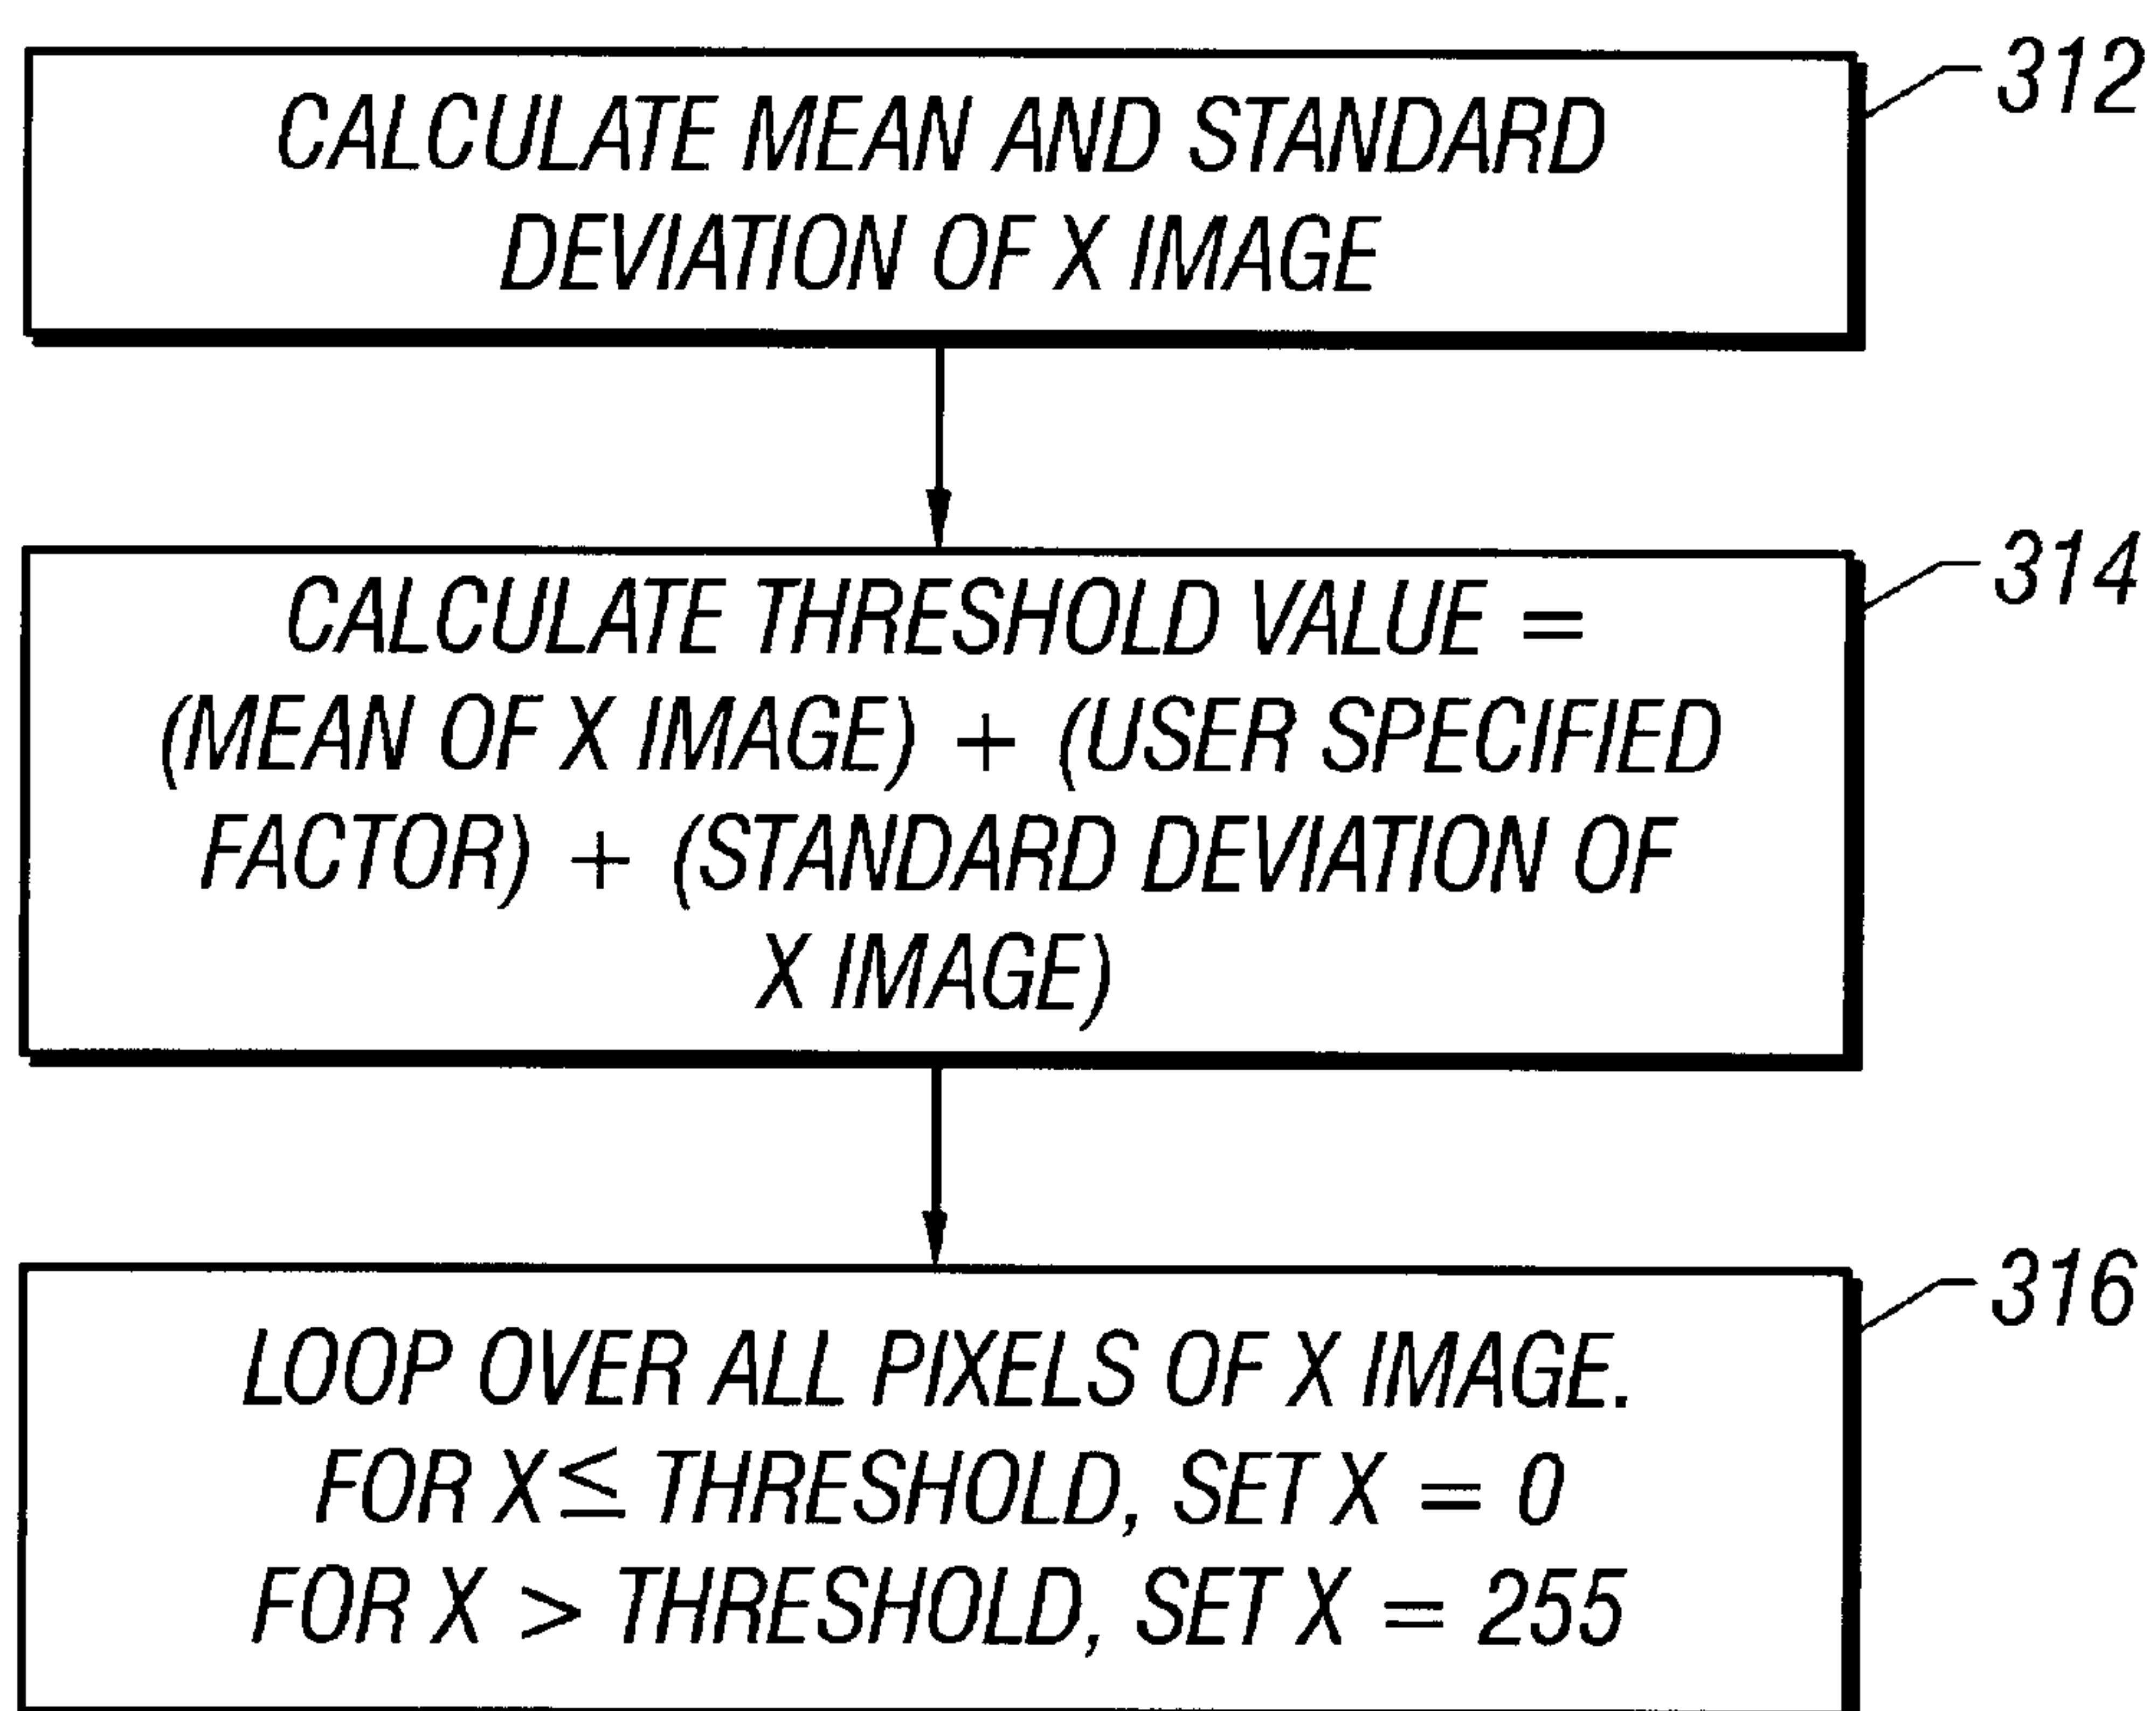 312
CALCULATE MEAN AND STANDARD
DEVIATION OF X IMAGE
314
CALCULATE THRESHOLD VALUE =
(MEAN OF X IMAGE) + (USER SPECIFIED
FACTOR) + (STANDARD DEVIATION OF
X IMAGE)
316
LOOP OVER ALL PIXELS OF X IMAGE.
FOR X ≤ THRESHOLD, SET X = 0
FOR X > THRESHOLD, SET X = 255